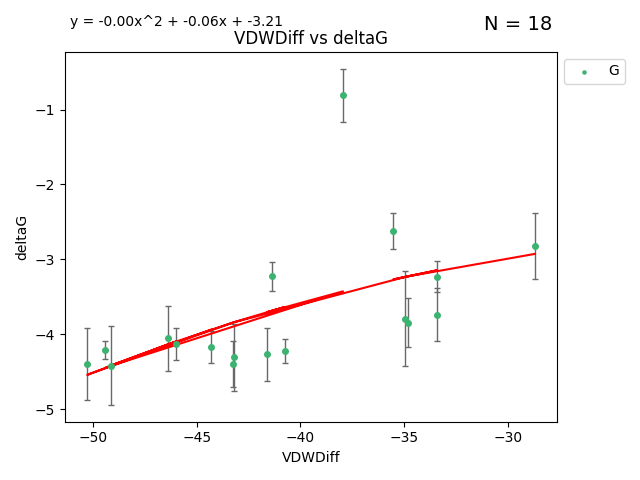 y = -0.00x^2 + -0.06x + -3.21
N = 18
VDWDiff vs deltaG
G
−1
−2
−3
−4
−5
deltaG
−50
−45
−40
−35
−30
VDWDiff